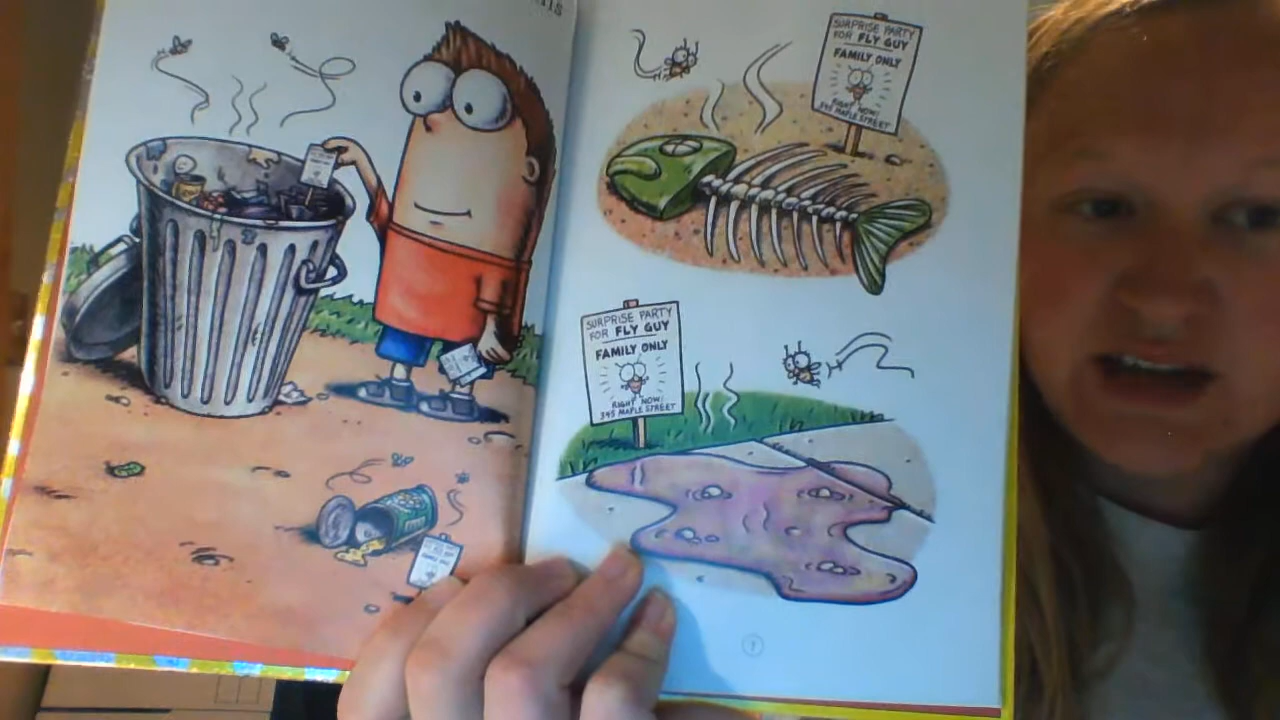 SURPRISE PARTY
FOR FLY GUY
FAMILY ONLY
RIGHT NOW!
345 MAPLE STREET
SURPRISE PARTY
FOR FLY GUY
FAMILY ONLY
RIGHT NOW!
345 MAPLE STREET
7